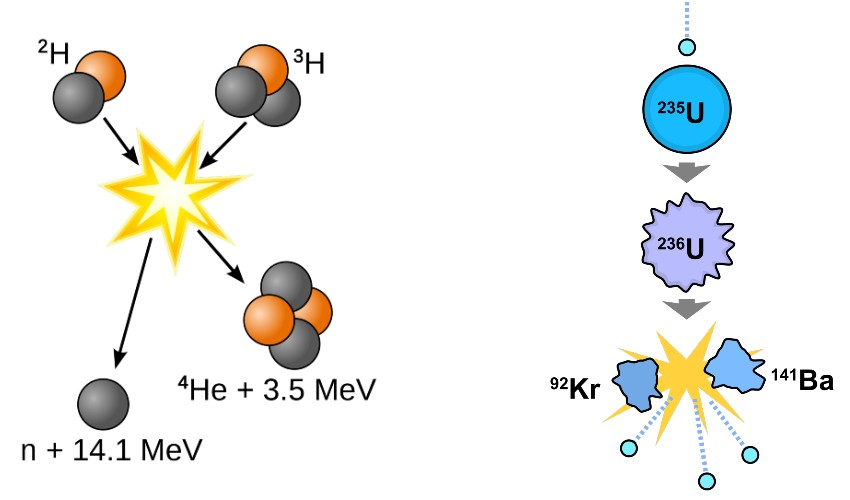 ²H
³H
⁴He + 3.5 MeV
n + 14.1 MeV
²³⁵U
²³⁶U
⁹²Kr
¹⁴¹Ba